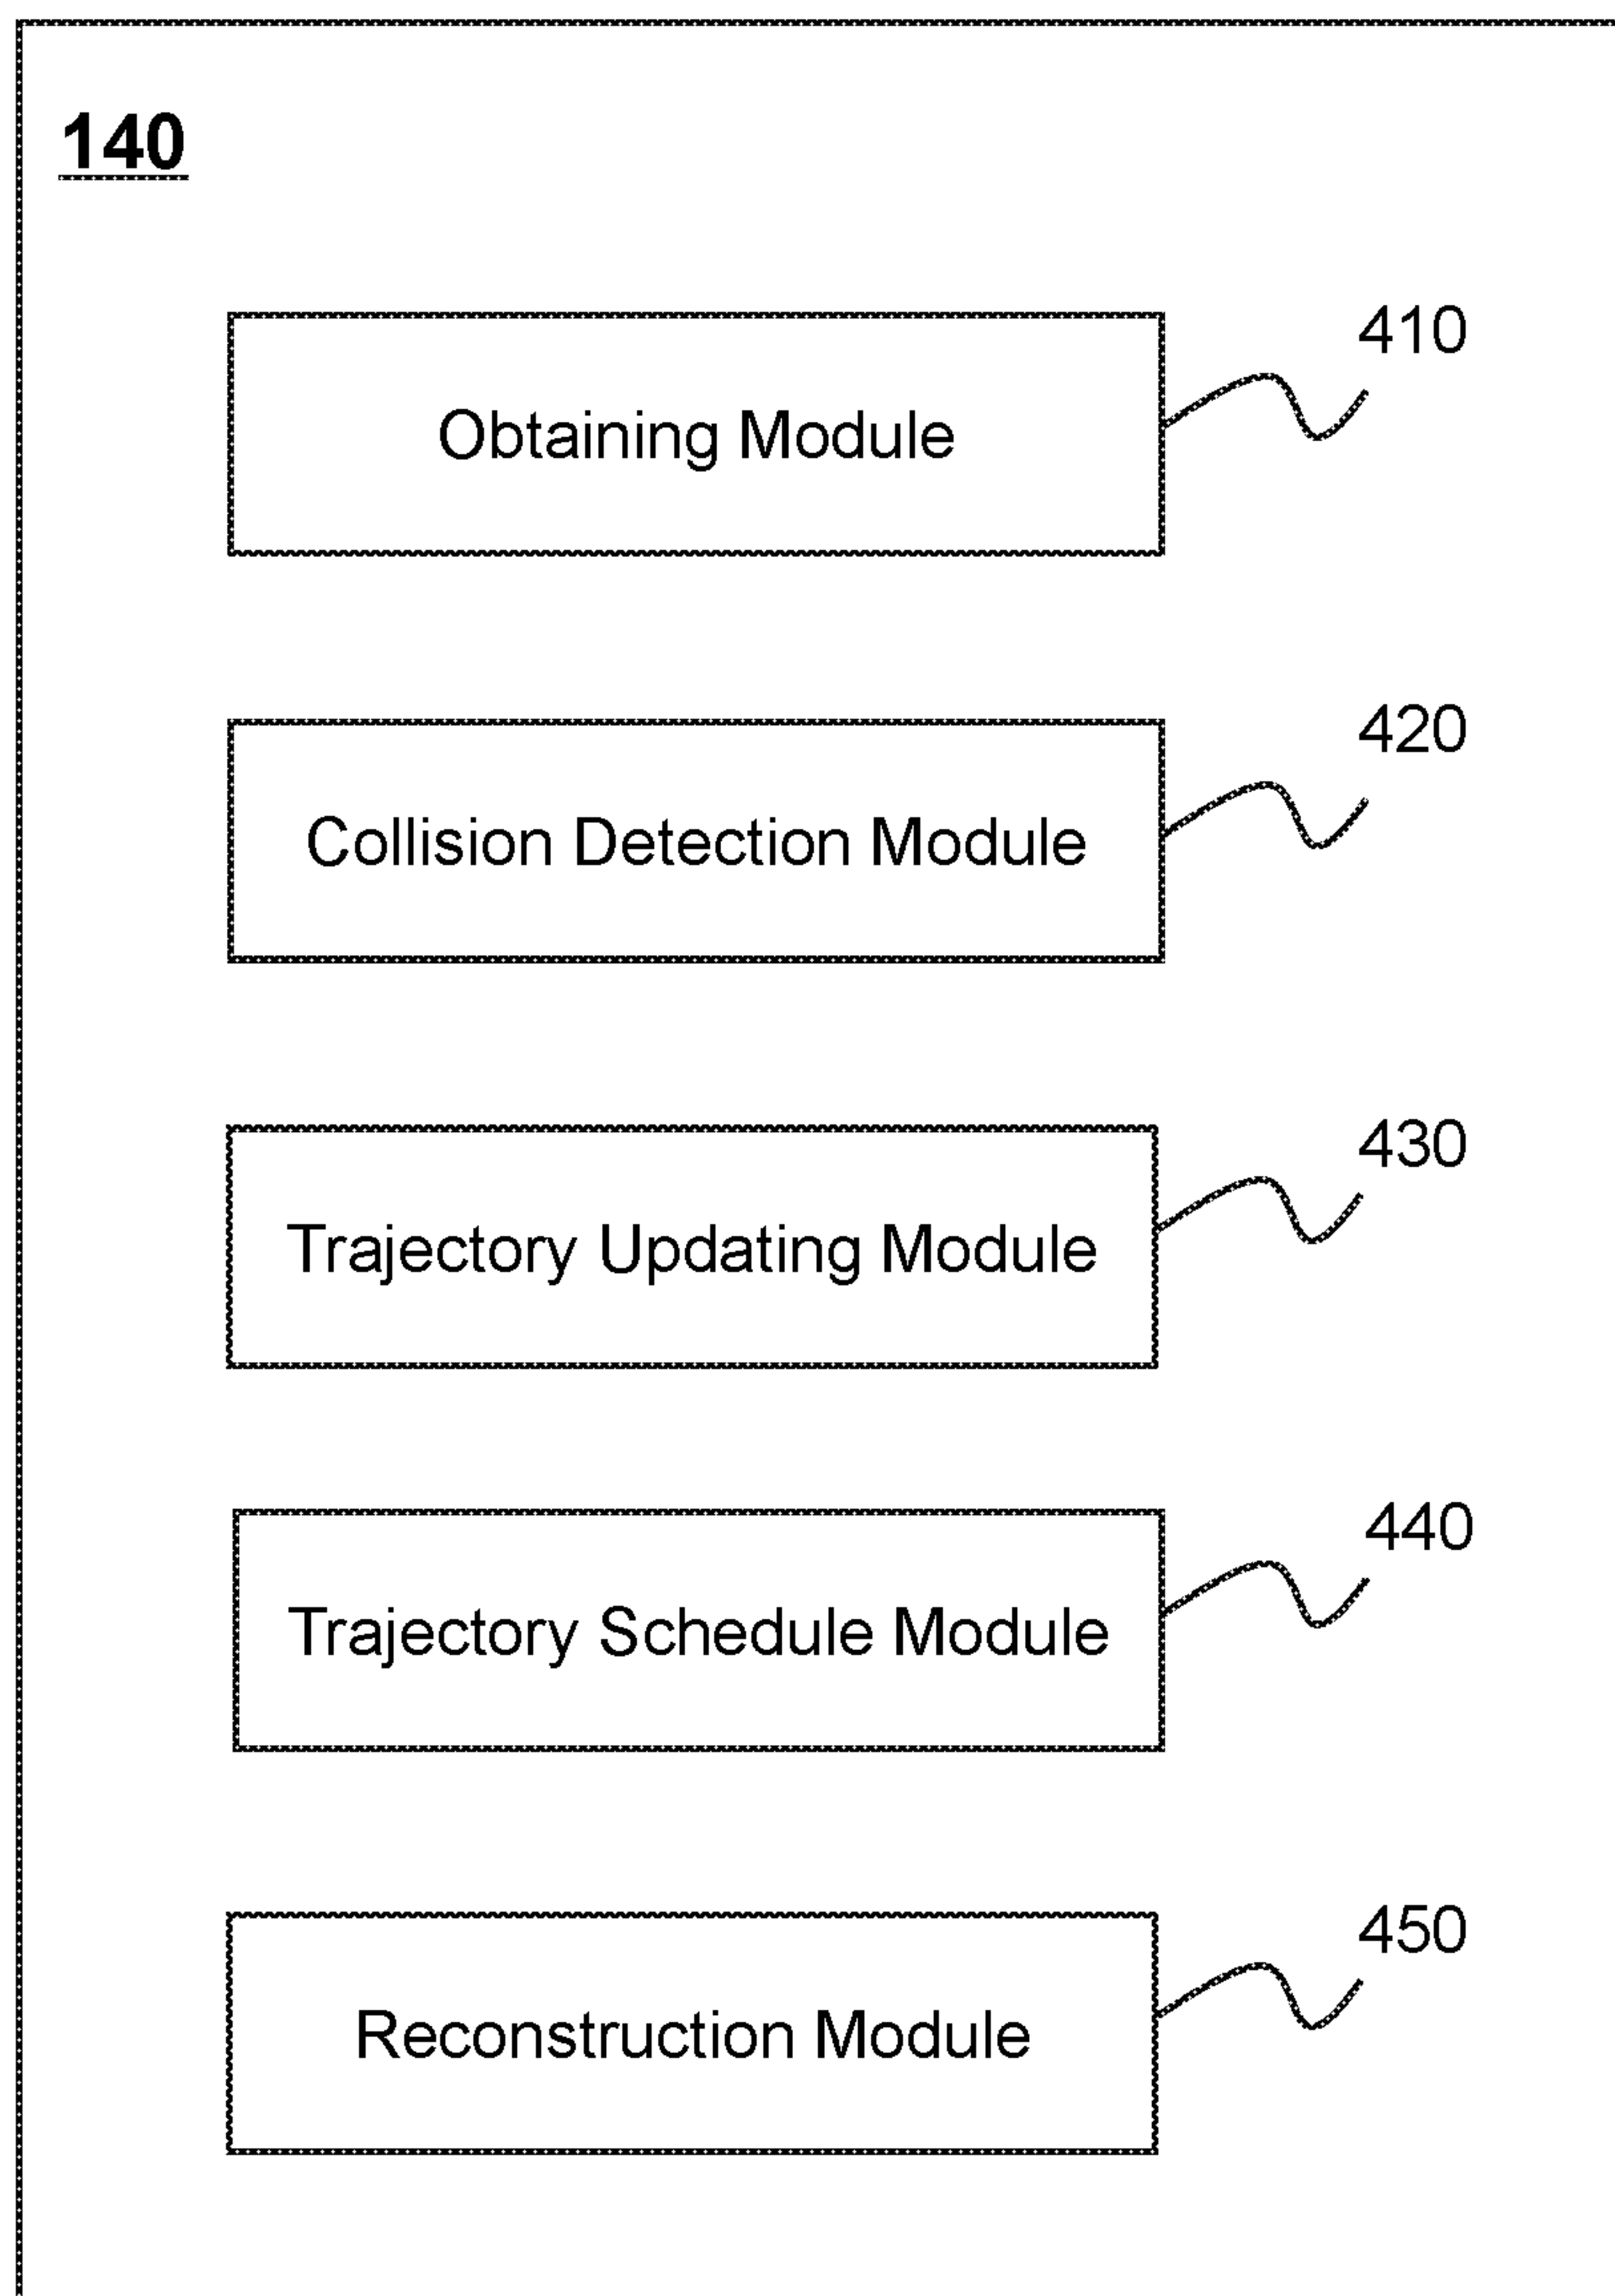 140
410
Obtaining Module
420
Collision Detection Module
430
Trajectory Updating Module
440
Trajectory Schedule Module
450
Reconstruction Module